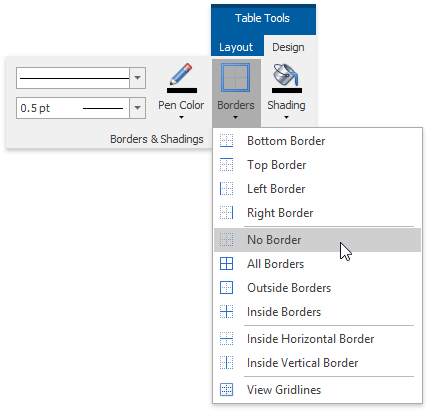 Table Tools
Layout Design
0.5 pt
Pen Color
Borders
Shading
Borders & Shadings
Bottom Border
Top Border
Left Border
Right Border
No Border
All Borders
Outside Borders
Inside Borders
Inside Horizontal Border
Inside Vertical Border
View Gridlines